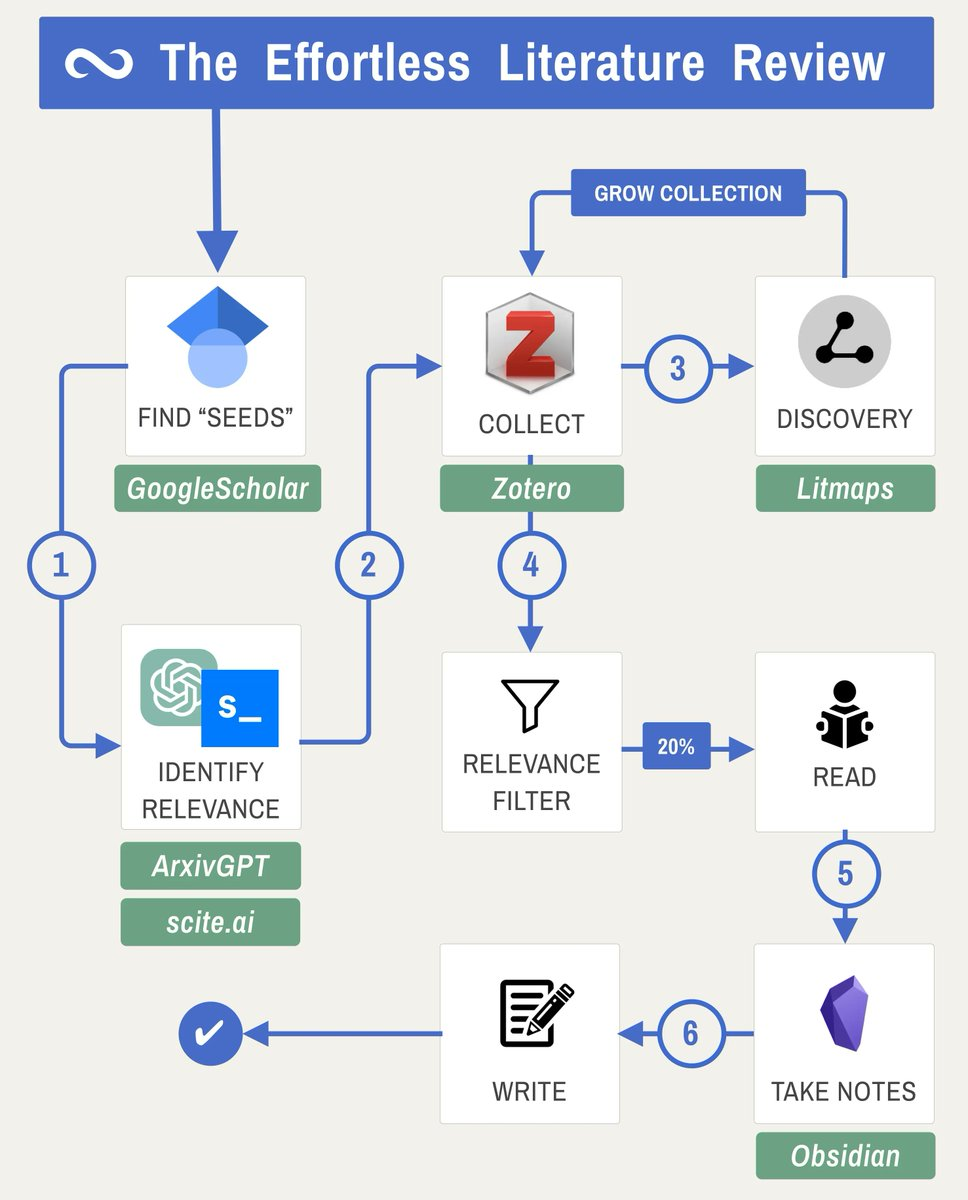 The Effortless Literature Review
GROW COLLECTION
FIND “SEEDS”
GoogleScholar
Z
COLLECT
Zotero
3
DISCOVERY
Litmaps
1
2
4
s_
IDENTIFY
RELEVANCE
ArxivGPT
scite.ai
RELEVANCE
FILTER
20%
READ
5
WRITE
6
TAKE NOTES
Obsidian